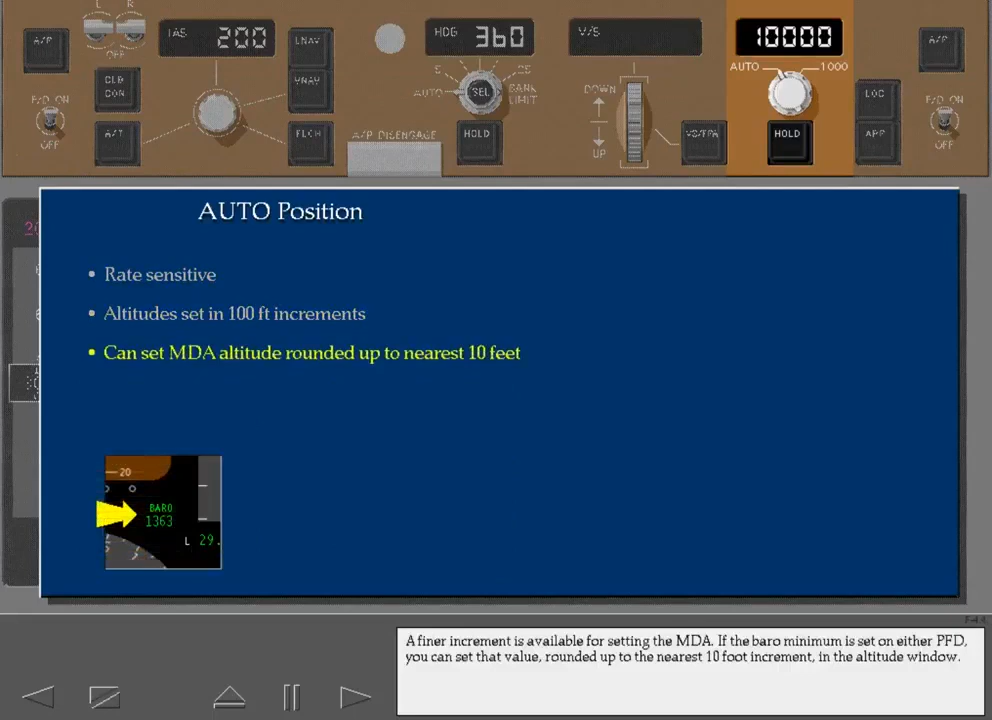 L R
A/P
IAS 200
LNAV
HDG 360
V/S
10000
A/P
OFF
CLB CON
VNAV
5 25
AUTO SEL BANK LIMIT
DOWN
UP
AUTO 1000
LOC
F/D ON
OFF
A/T
FLCH
A/P DISENGAGE
HOLD
VS/FPA
HOLD
APP
F/D ON
OFF
AUTO Position
• Rate sensitive
• Altitudes set in 100 ft increments
• Can set MDA altitude rounded up to nearest 10 feet
20
BARO
1363
L 29.
A finer increment is available for setting the MDA. If the baro minimum is set on either PFD,
you can set that value, rounded up to the nearest 10 foot increment, in the altitude window.